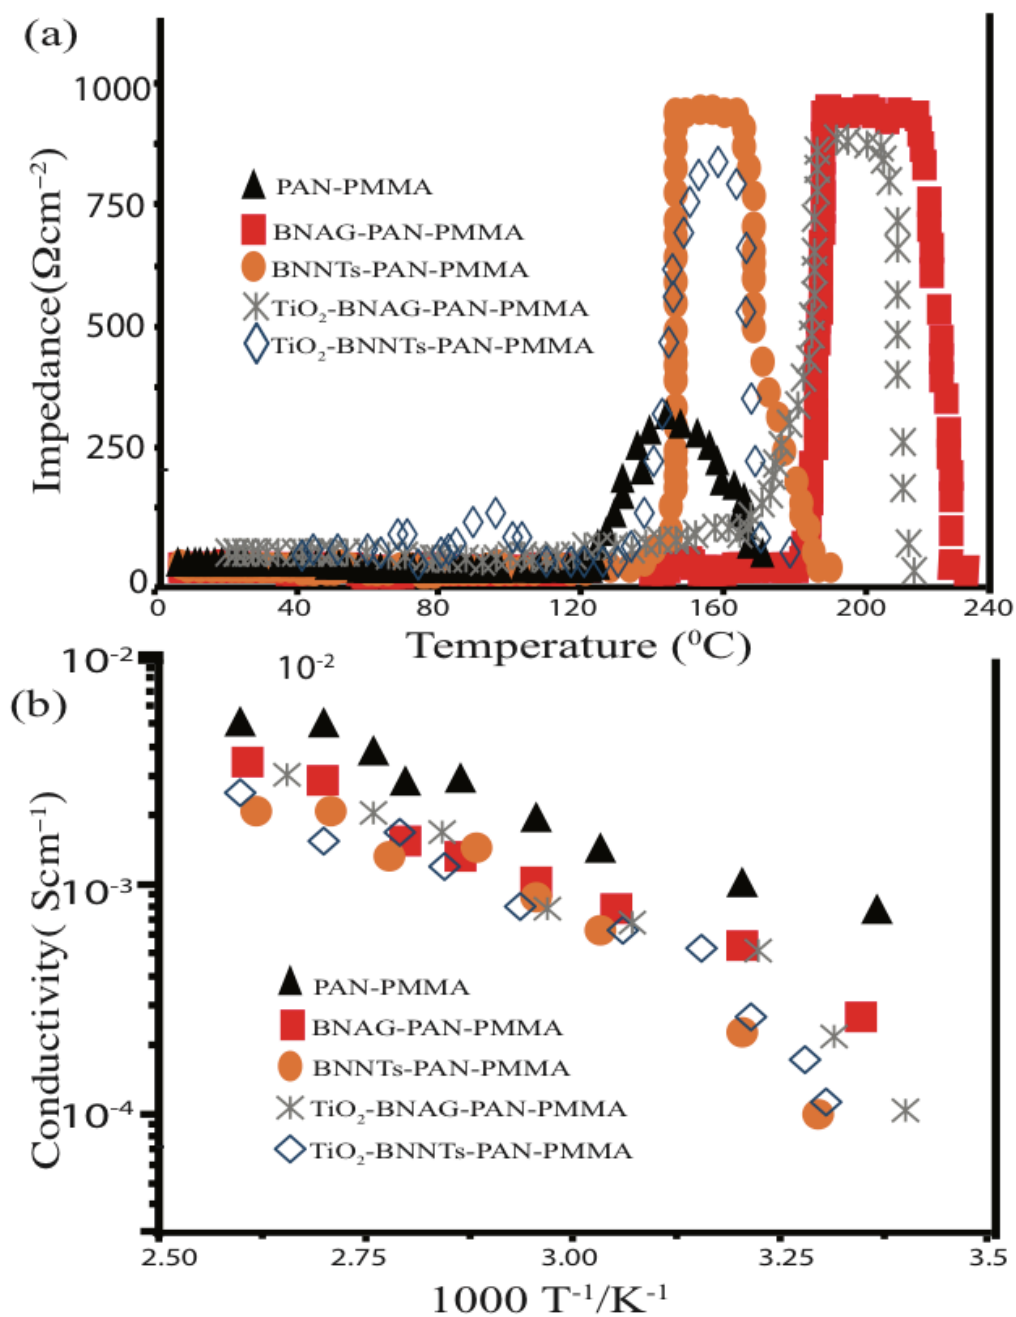 (a)
1000
750
500
250
0
Impedance(Ωcm⁻²)
PAN-PMMA
BNAG-PAN-PMMA
BNNTs-PAN-PMMA
TiO₂-BNAG-PAN-PMMA
TiO₂-BNNTs-PAN-PMMA
0 40 80 120 160 200 240
Temperature (⁰C)
10⁻² 10⁻²
(b)
10⁻³
10⁻⁴
Conductivity( Scm⁻¹)
PAN-PMMA
BNAG-PAN-PMMA
BNNTs-PAN-PMMA
TiO₂-BNAG-PAN-PMMA
TiO₂-BNNTs-PAN-PMMA
2.50 2.75 3.00 3.25 3.5
1000 T⁻¹/K⁻¹